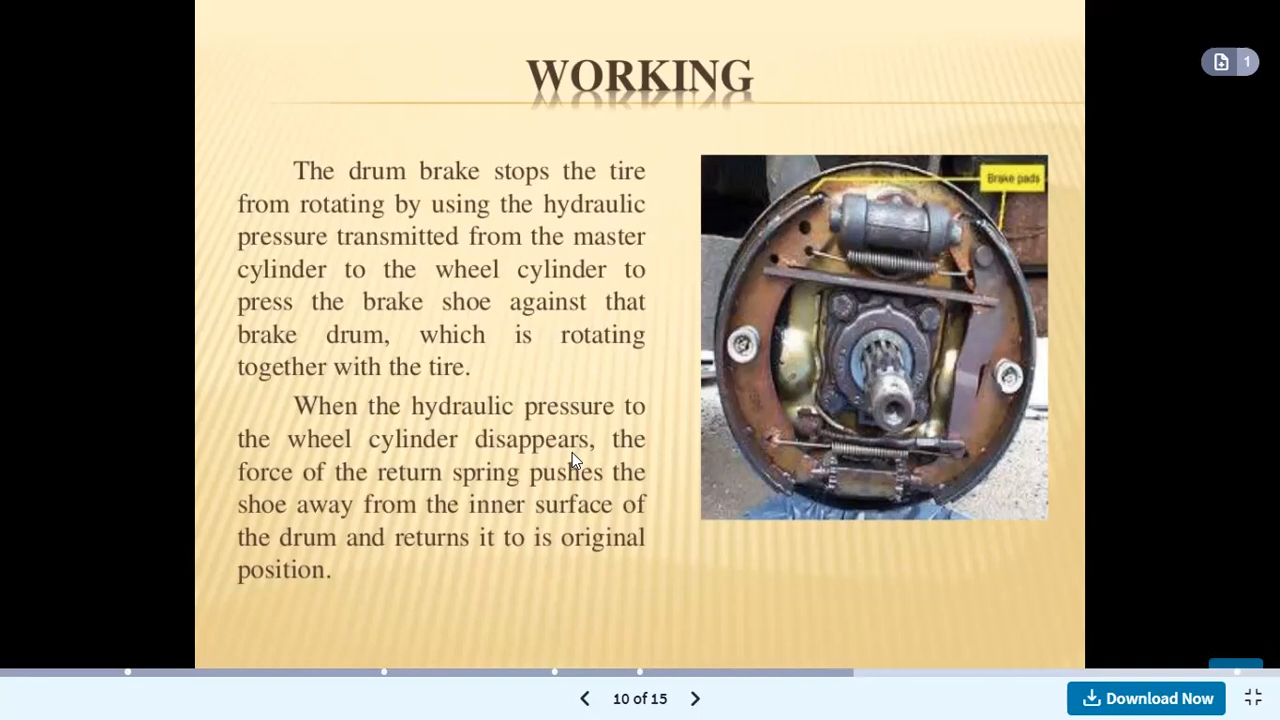 WORKING
1
The drum brake stops the tire
from rotating by using the hydraulic
pressure transmitted from the master
cylinder to the wheel cylinder to
press the brake shoe against that
brake drum, which is rotating
together with the tire.
When the hydraulic pressure to
the wheel cylinder disappears, the
force of the return spring pushes the
shoe away from the inner surface of
the drum and returns it to is original
position.
Brake pads
10 of 15
Download Now